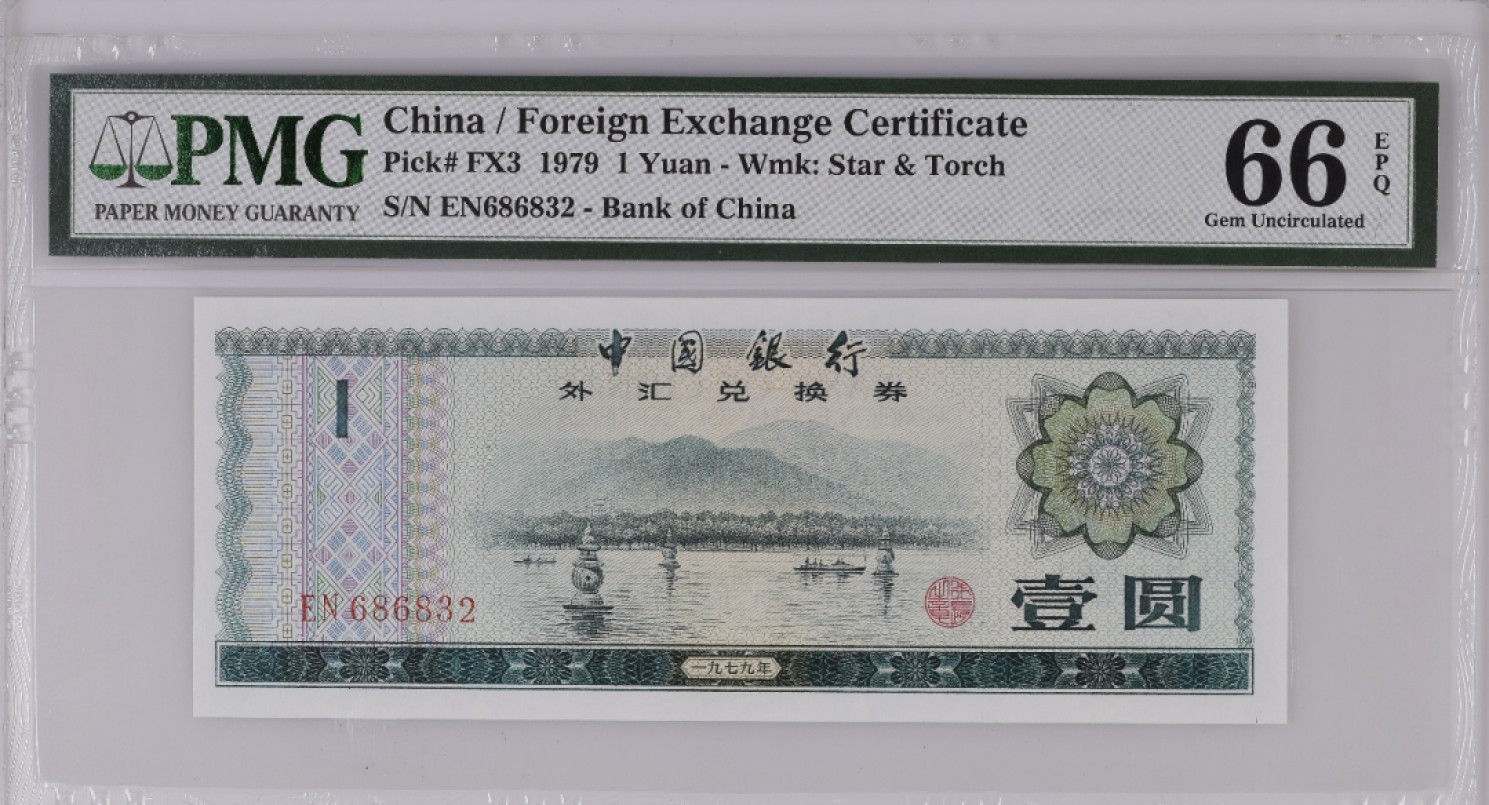 PMG
PAPER MONEY GUARANTY
China / Foreign Exchange Certificate
Pick# FX3 1979 1 Yuan - Wmk: Star & Torch
S/N EN686832 - Bank of China
66
EPQ
Gem Uncirculated
中國銀行
外汇兑换券
1
EN686832
壹圆
一九七九年